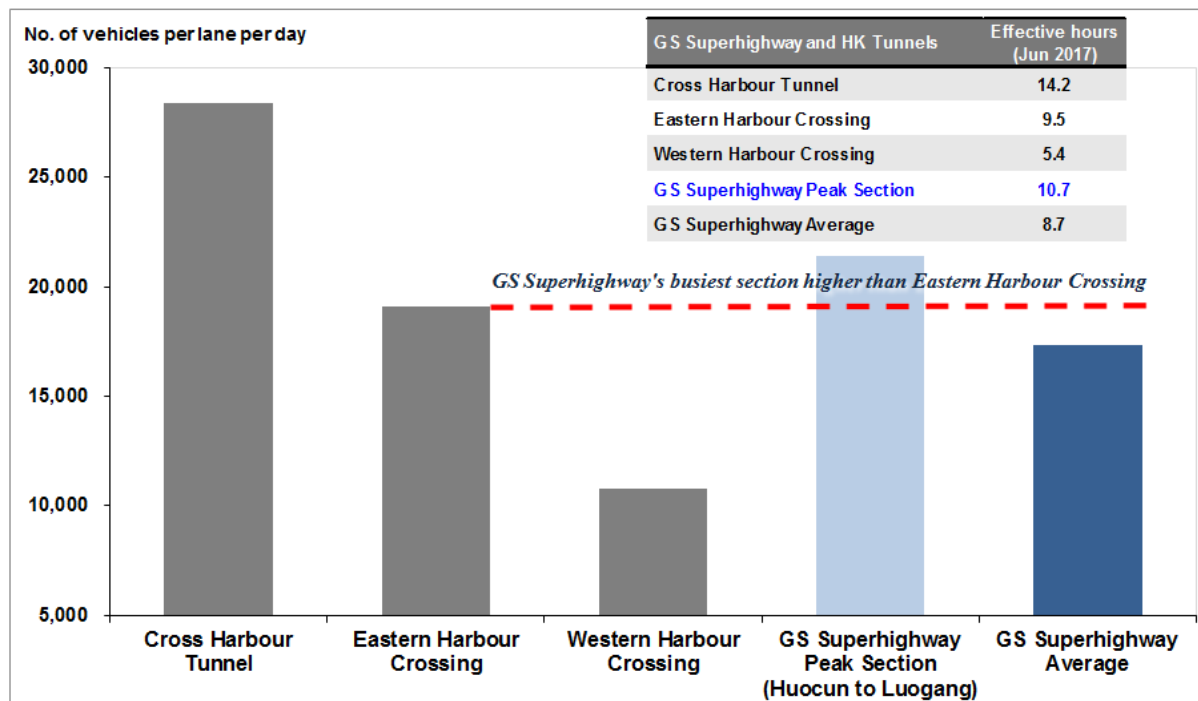 No. of vehicles per lane per day
GS Superhighway and HK Tunnels
Effective hours
(Jun 2017)
Cross Harbour Tunnel 14.2
Eastern Harbour Crossing 9.5
Western Harbour Crossing 5.4
GS Superhighway Peak Section 10.7
GS Superhighway Average 8.7
30,000
25,000
20,000
15,000
10,000
5,000
GS Superhighway's busiest section higher than Eastern Harbour Crossing
Cross Harbour
Tunnel
Eastern Harbour
Crossing
Western Harbour
Crossing
GS Superhighway
Peak Section
(Huocun to Luogang)
GS Superhighway
Average